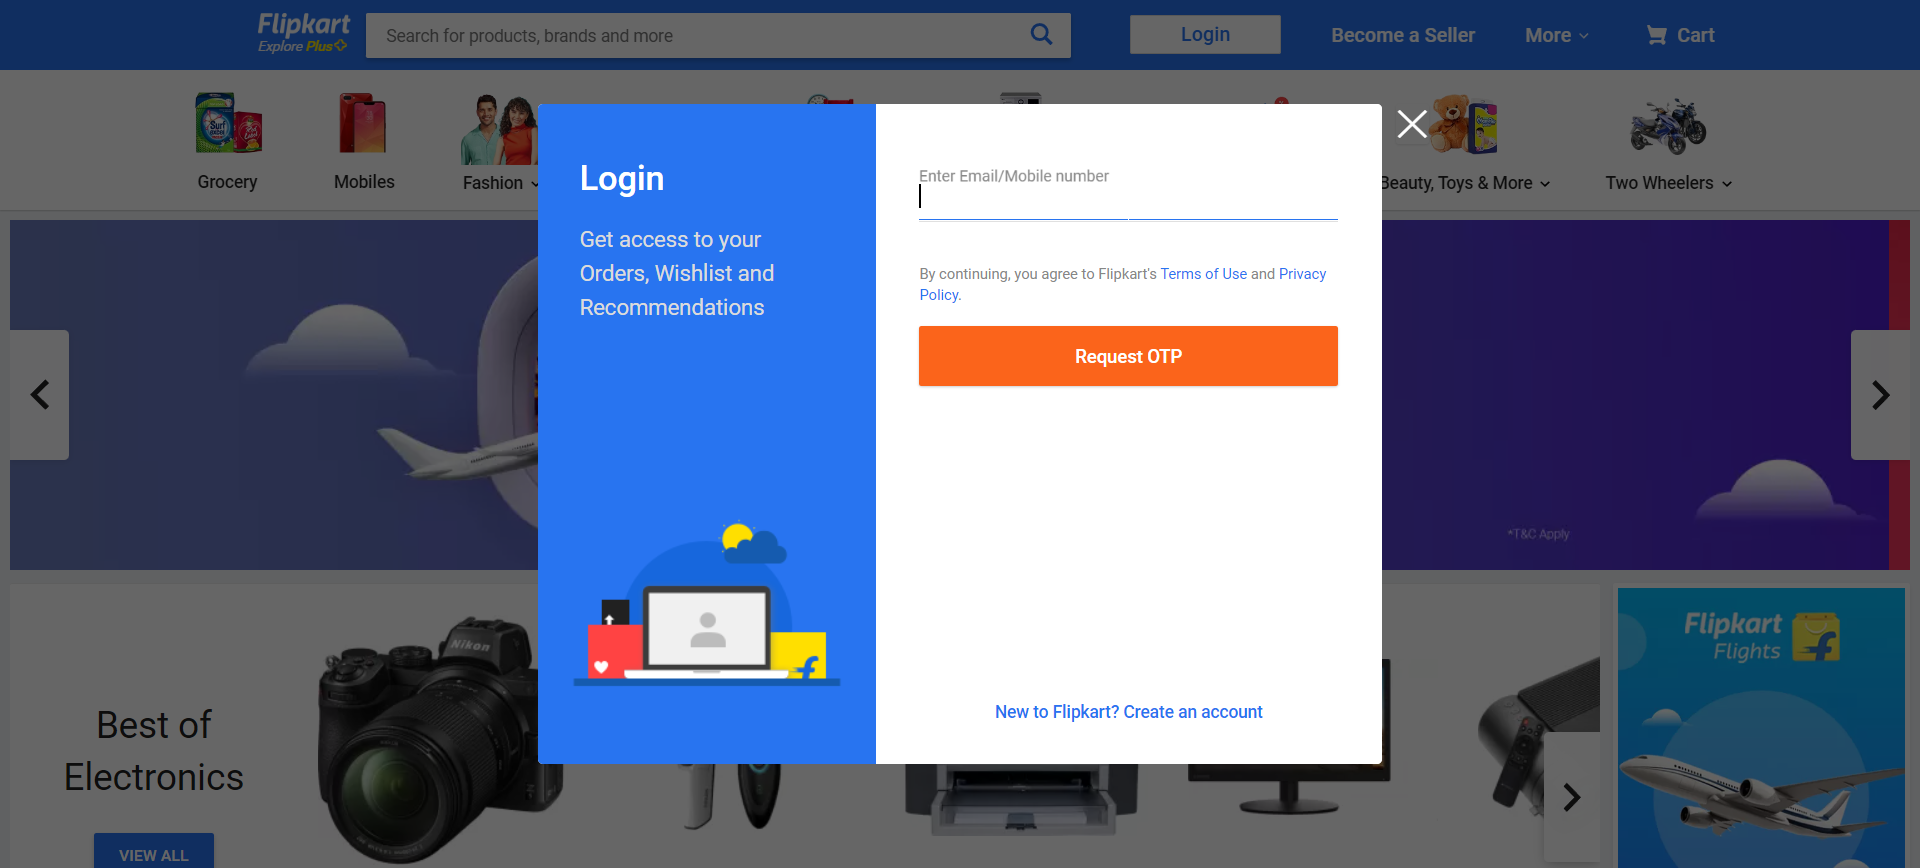 Flipkart
Explore Plus
Search for products, brands and more
Login
Become a Seller
More
Cart
Grocery
Mobiles
Fashion
Beauty, Toys & More
Two Wheelers
Login
Get access to your
Orders, Wishlist and
Recommendations
Enter Email/Mobile number
By continuing, you agree to Flipkart's Terms of Use and Privacy
Policy.
Request OTP
New to Flipkart? Create an account
*T&C Apply
Best of
Electronics
VIEW ALL
Nikon
Flipkart
Flights